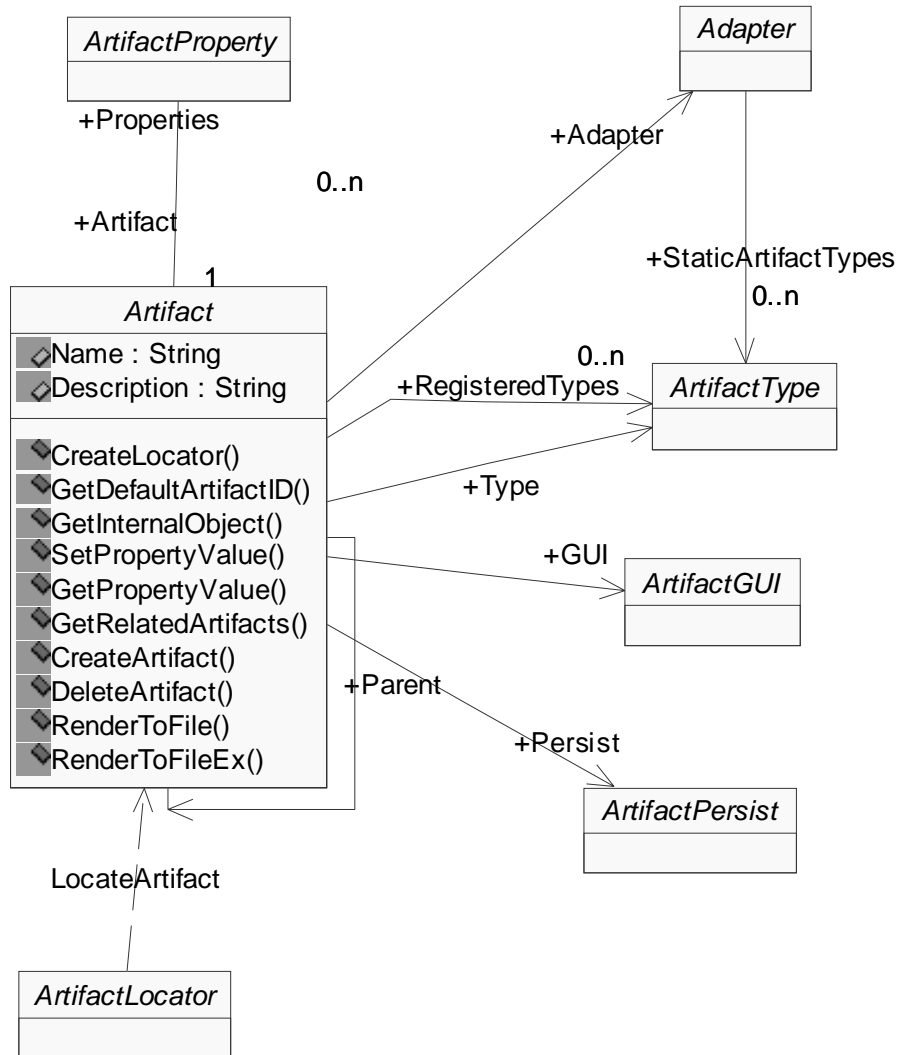 ArtifactProperty
Adapter
+Properties
+Adapter
0..n
+Artifact
+StaticArtifactTypes
1
0..n
Artifact
Name : String
Description : String
0..n
+RegisteredTypes
ArtifactType
CreateLocator()
GetDefaultArtifactID()
GetInternalObject()
SetPropertyValue()
GetPropertyValue()
GetRelatedArtifacts()
CreateArtifact()
DeleteArtifact()
RenderToFile()
RenderToFileEx()
+Type
+GUI
ArtifactGUI
+Parent
+Persist
ArtifactPersist
LocateArtifact
ArtifactLocator